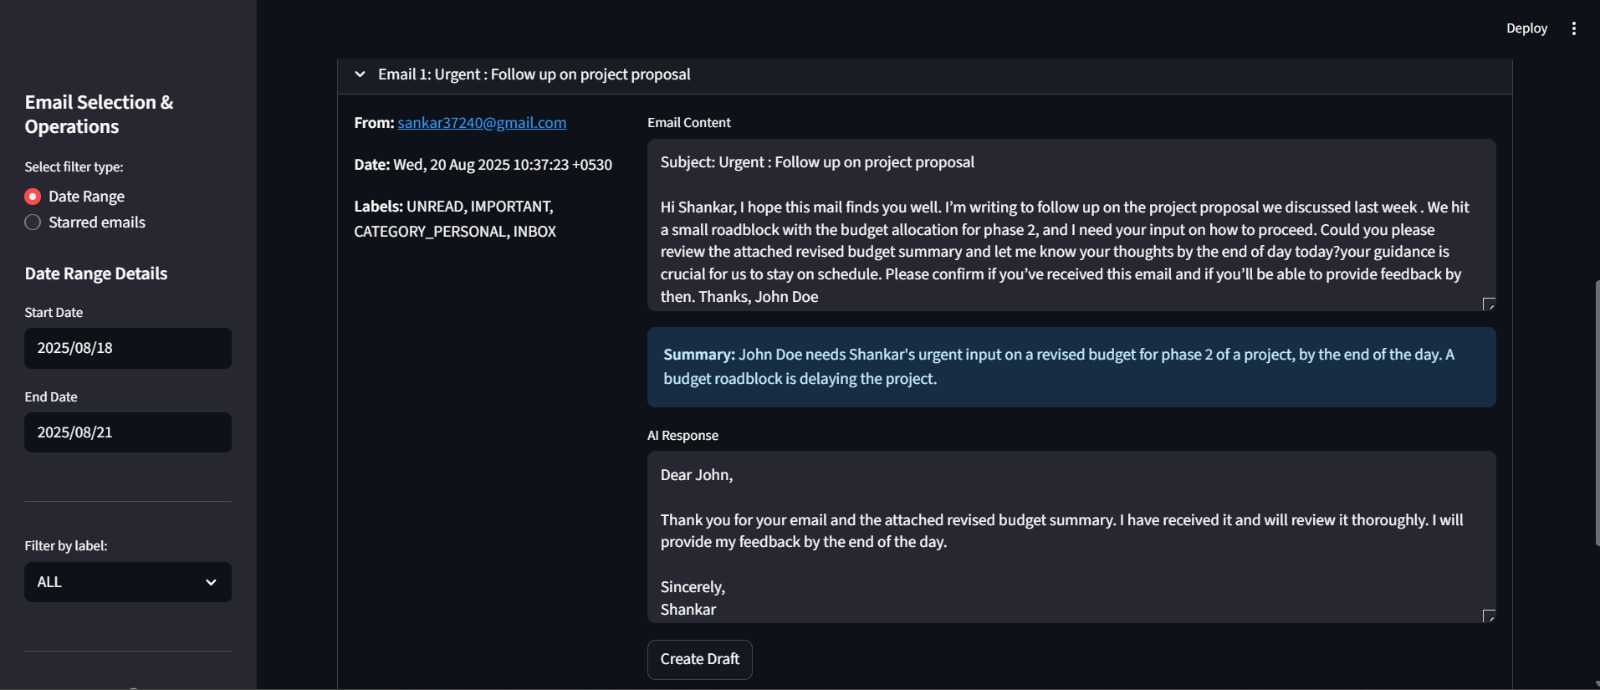 Deploy
Email Selection &
Operations
Select filter type:
Date Range
Starred emails
Date Range Details
Start Date
2025/08/18
End Date
2025/08/21
Filter by label:
ALL
Email 1: Urgent : Follow up on project proposal
From: sankar37240@gmail.com
Date: Wed, 20 Aug 2025 10:37:23 +0530
Labels: UNREAD, IMPORTANT,
CATEGORY_PERSONAL, INBOX
Email Content
Subject: Urgent : Follow up on project proposal
Hi Shankar, I hope this mail finds you well. I’m writing to follow up on the project proposal we discussed last week . We hit
a small roadblock with the budget allocation for phase 2, and I need your input on how to proceed. Could you please
review the attached revised budget summary and let me know your thoughts by the end of day today?your guidance is
crucial for us to stay on schedule. Please confirm if you’ve received this email and if you’ll be able to provide feedback by
then. Thanks, John Doe
Summary: John Doe needs Shankar's urgent input on a revised budget for phase 2 of a project, by the end of the day. A
budget roadblock is delaying the project.
AI Response
Dear John,
Thank you for your email and the attached revised budget summary. I have received it and will review it thoroughly. I will
provide my feedback by the end of the day.
Sincerely,
Shankar
Create Draft